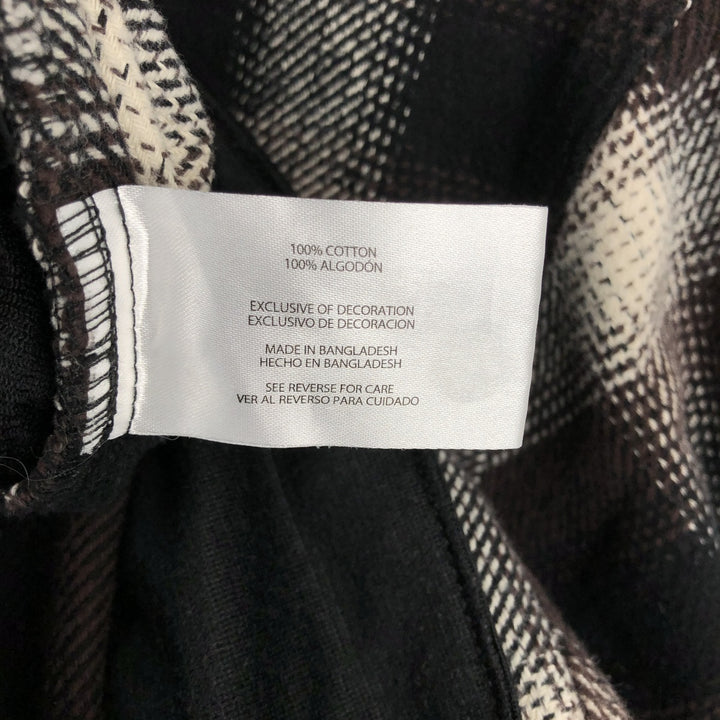 100% COTTON
100% ALGODÓN
EXCLUSIVE OF DECORATION
EXCLUSIVO DE DECORACION
MADE IN BANGLADESH
HECHO EN BANGLADESH
SEE REVERSE FOR CARE
VER AL REVERSO PARA CUIDADO